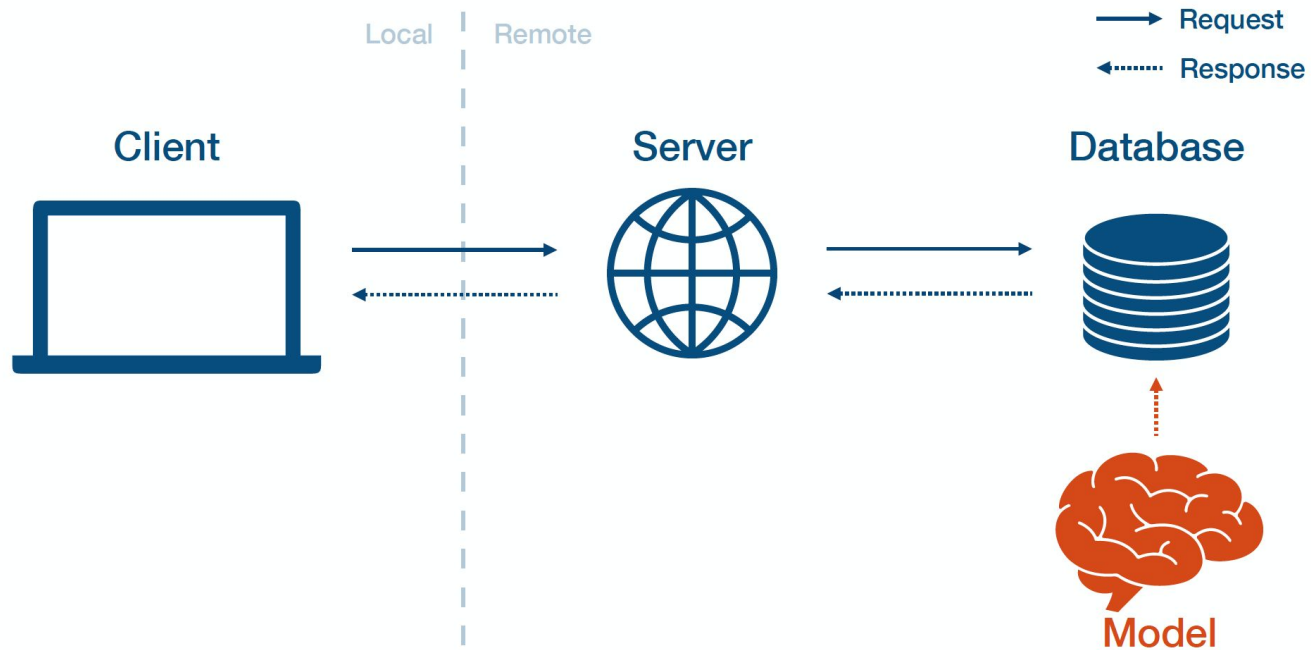 Local
Remote
Request
Response
Client
Server
Database
Model